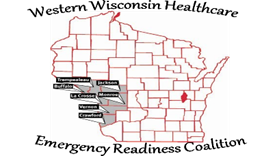 Western Wisconsin Healthcare
Trempealeau
Jackson
Buffalo
La Crosse
Monroe
Vernon
Crawford
Emergency Readiness Coalition